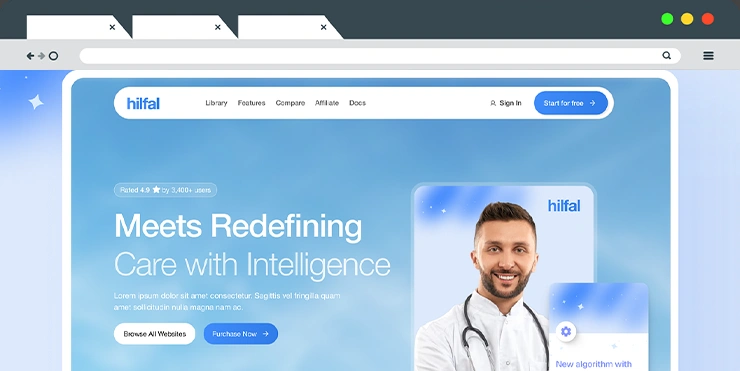 hilfal
Library Features Compare Affiliate Docs
Sign In
Start for free
Rated 4.9 by 3,400+ users
Meets Redefining
Care with Intelligence
Lorem ipsum dolor sit amet consectetur. Sagittis vel fringilla quam
amet sollicitudin nulla magna nam ac.
Browse All Websites
Purchase Now
hilfal
New algorithm with